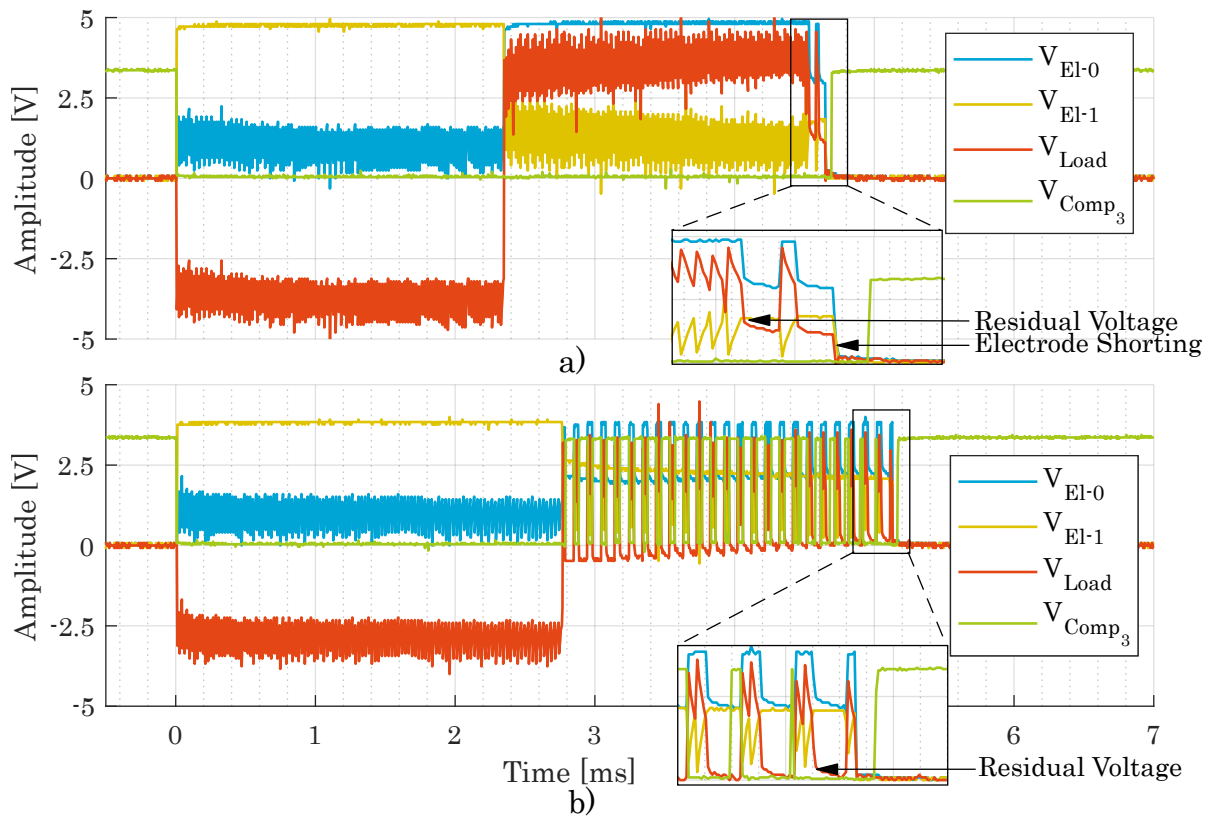 5
2.5
0
-2.5
-5
Amplitude [V]
V_El-0
V_El-1
V_Load
V_Comp_3
Residual Voltage
Electrode Shorting
a)
5
2.5
0
-2.5
-5
Amplitude [V]
V_El-0
V_El-1
V_Load
V_Comp_3
Residual Voltage
0 1 2 3 6 7
Time [ms]
b)